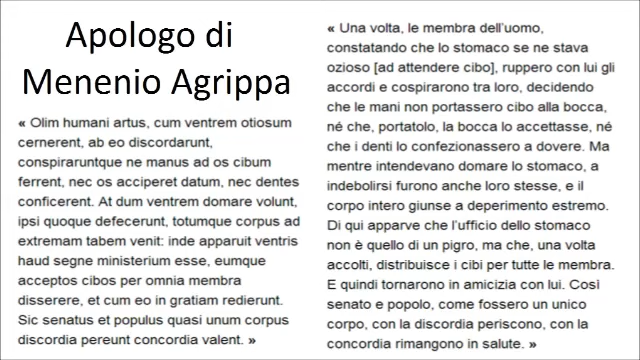 Apologo di
Menenio Agrippa
« Olim humani artus, cum ventrem otiosum
cernerent, ab eo discordarunt,
conspiraruntque ne manus ad os cibum
ferrent, nec os acciperet datum, nec dentes
conficerent. At dum ventrem domare volunt,
ipsi quoque defecerunt, totumque corpus ad
extremam tabem venit: inde apparuit ventris
haud segne ministerium esse, eumque
acceptos cibos per omnia membra
disserere, et cum eo in gratiam redierunt.
Sic senatus et populus quasi unum corpus
discordia pereunt concordia valent. »
« Una volta, le membra dell'uomo,
constatando che lo stomaco se ne stava
ozioso [ad attendere cibo], ruppero con lui gli
accordi e cospirarono tra loro, decidendo
che le mani non portassero cibo alla bocca,
né che, portatolo, la bocca lo accettasse, né
che i denti lo confezionassero a dovere. Ma
mentre intendevano domare lo stomaco, a
indebolirsi furono anche loro stesse, e il
corpo intero giunse a deperimento estremo.
Di qui apparve che l'ufficio dello stomaco
non è quello di un pigro, ma che, una volta
accolti, distribuisce i cibi per tutte le membra.
E quindi tornarono in amicizia con lui. Così
senato e popolo, come fossero un unico
corpo, con la discordia periscono, con la
concordia rimangono in salute. »